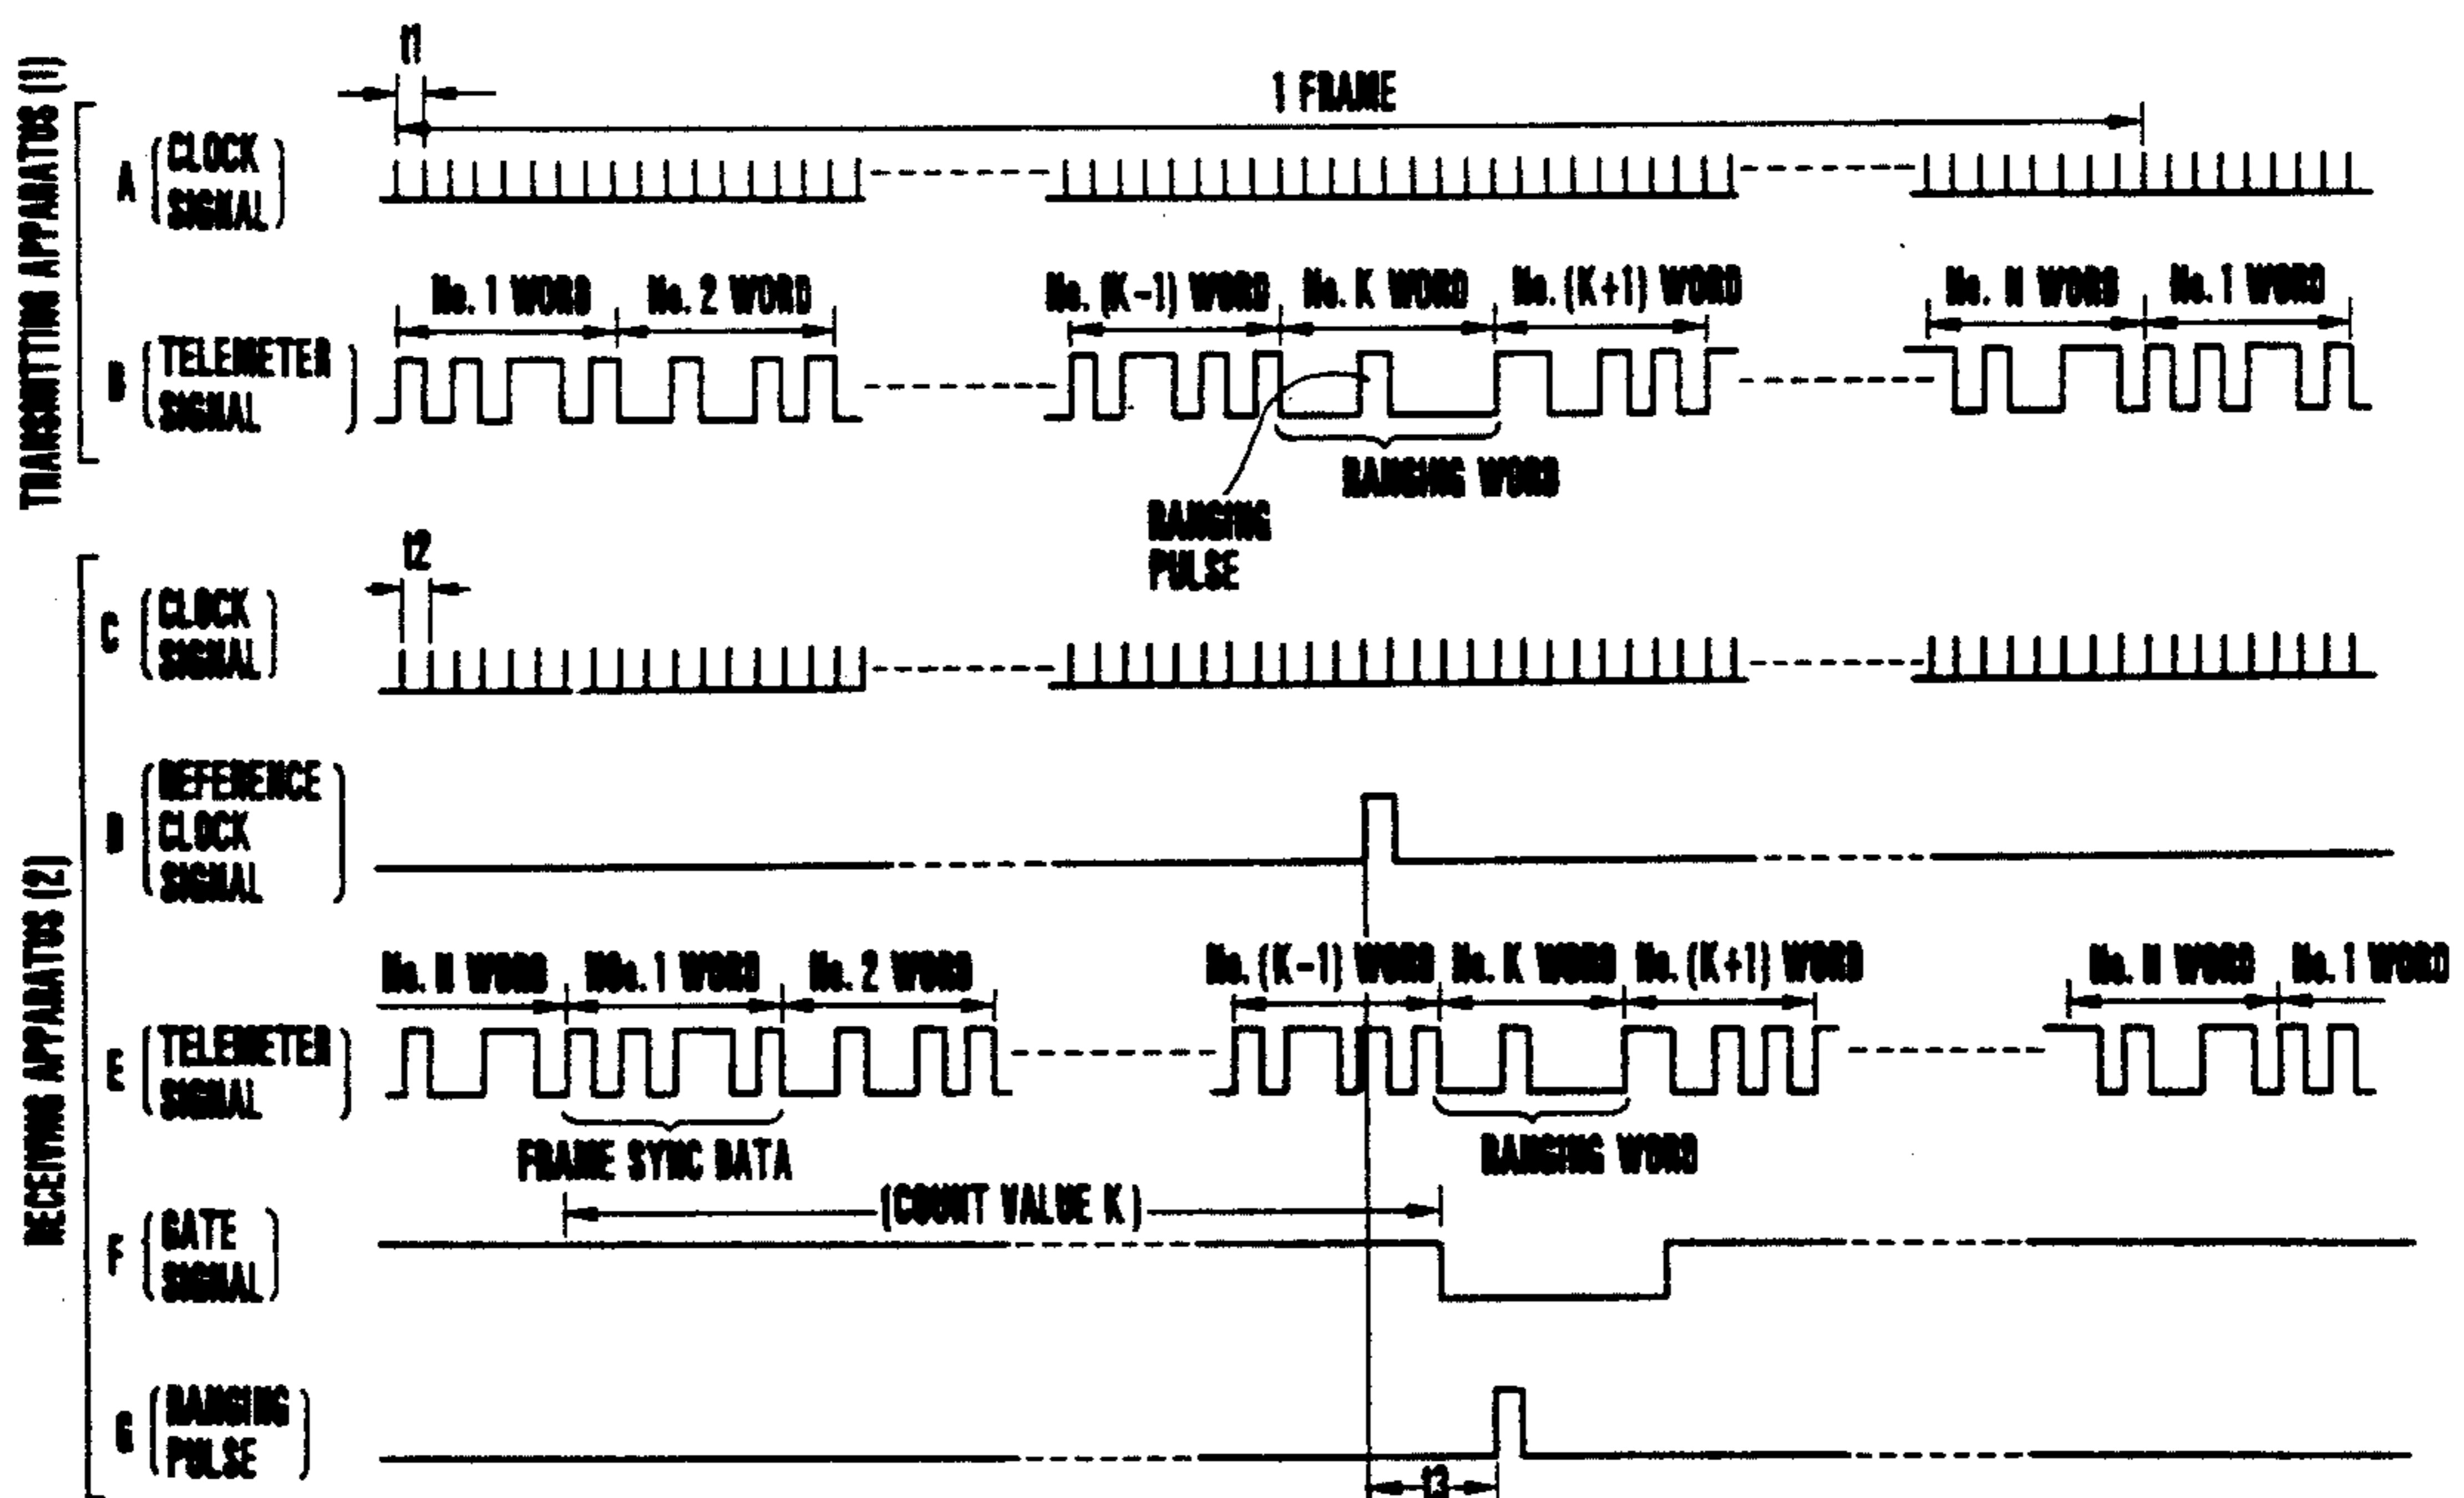 t1
1 FRAME
TRANSMITTING APPARATUS (1)
A (CLOCK
SIGNAL)
No. 1 WORD No. 2 WORD No. (K-1) WORD No. K WORD No. (K+1) WORD No. N WORD No. 1 WORD
B (TELEMETER
SIGNAL)
RANGING WORD
RANGING
PULSE
t2
RECEIVING APPARATUS (2)
C (CLOCK
SIGNAL)
D (REFERENCE
CLOCK
SIGNAL)
No. N WORD NOo. 1 WORD No. 2 WORD No. (K-1) WORD No. K WORD No. (K+1) WORD No. N WORD No. 1 WORD
E (TELEMETER
SIGNAL)
FRAME SYNC DATA
RANGING WORD
(COUNT VALUE K)
F (GATE
SIGNAL)
G (RANGING
PULSE)
t3